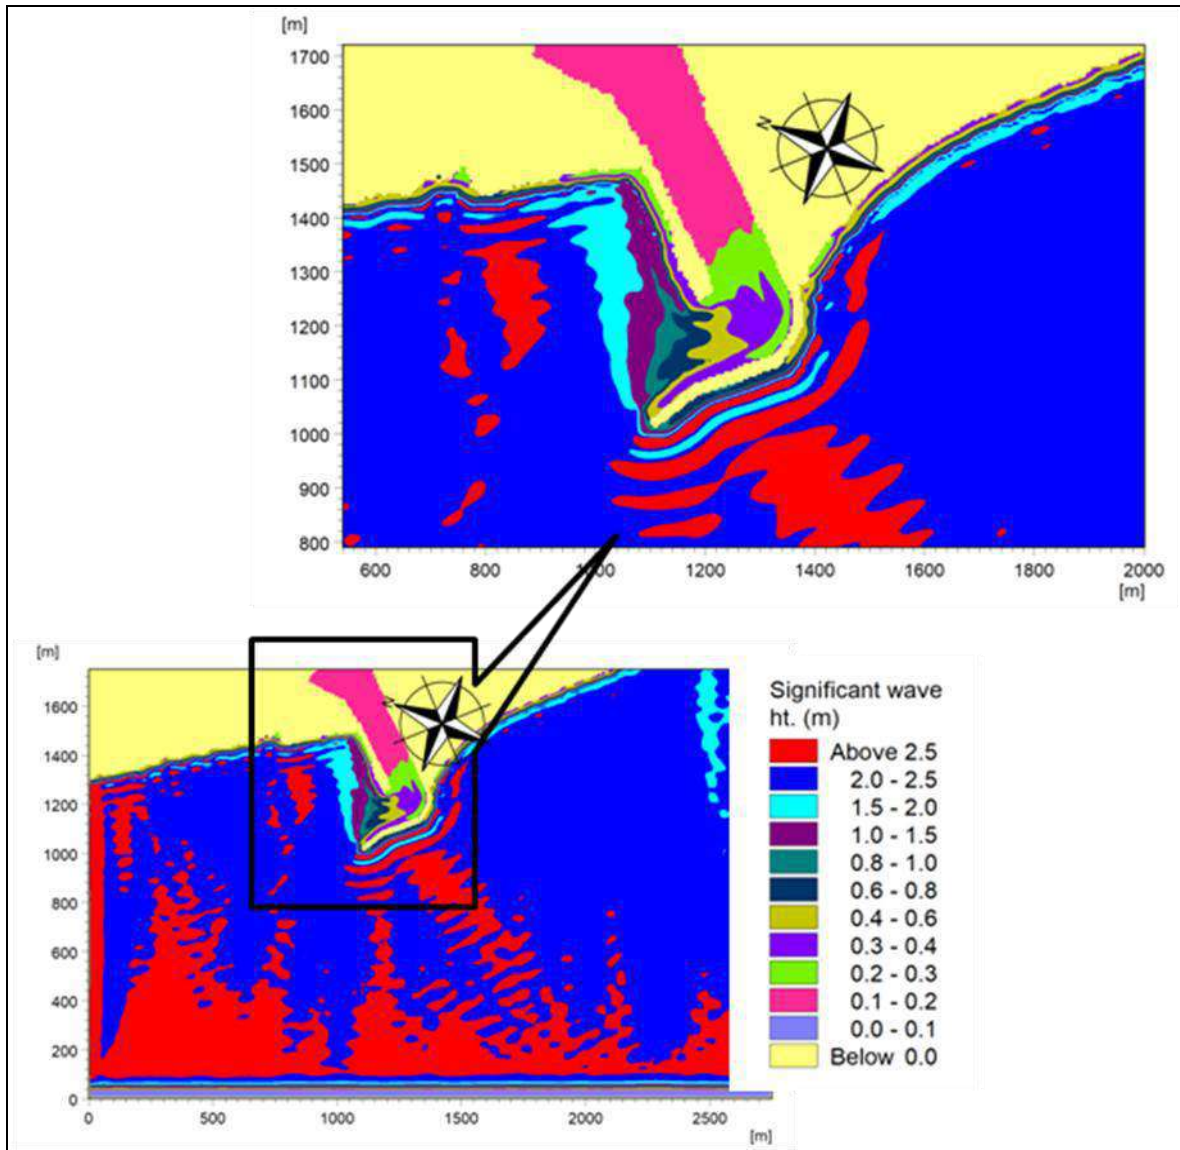 [m]
1700
1600
1500
1400
1300
1200
1100
1000
900
800
N
600 800 1000 1200 1400 1600 1800 2000
[m]
[m]
1600
1400
1200
1000
800
600
400
200
0
N
0 500 1000 1500 2000 2500
[m]
Significant wave
ht. (m)
Above 2.5
2.0 - 2.5
1.5 - 2.0
1.0 - 1.5
0.8 - 1.0
0.6 - 0.8
0.4 - 0.6
0.3 - 0.4
0.2 - 0.3
0.1 - 0.2
0.0 - 0.1
Below 0.0